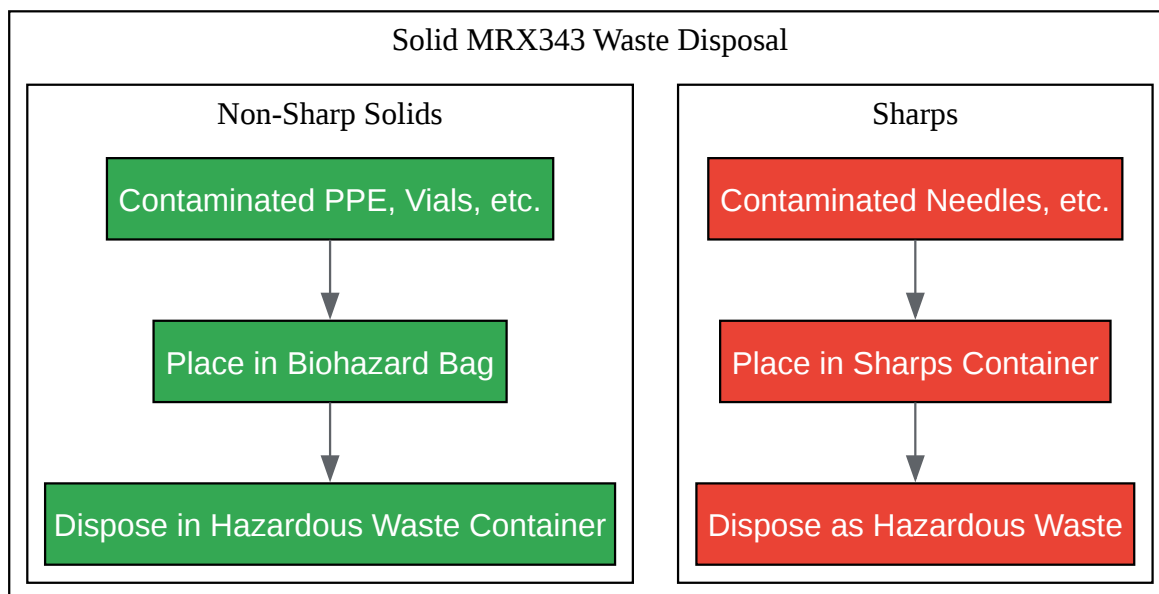 Solid MRX343 Waste Disposal
Non-Sharp Solids
Contaminated PPE, Vials, etc.
Place in Biohazard Bag
Dispose in Hazardous Waste Container
Sharps
Contaminated Needles, etc.
Place in Sharps Container
Dispose as Hazardous Waste